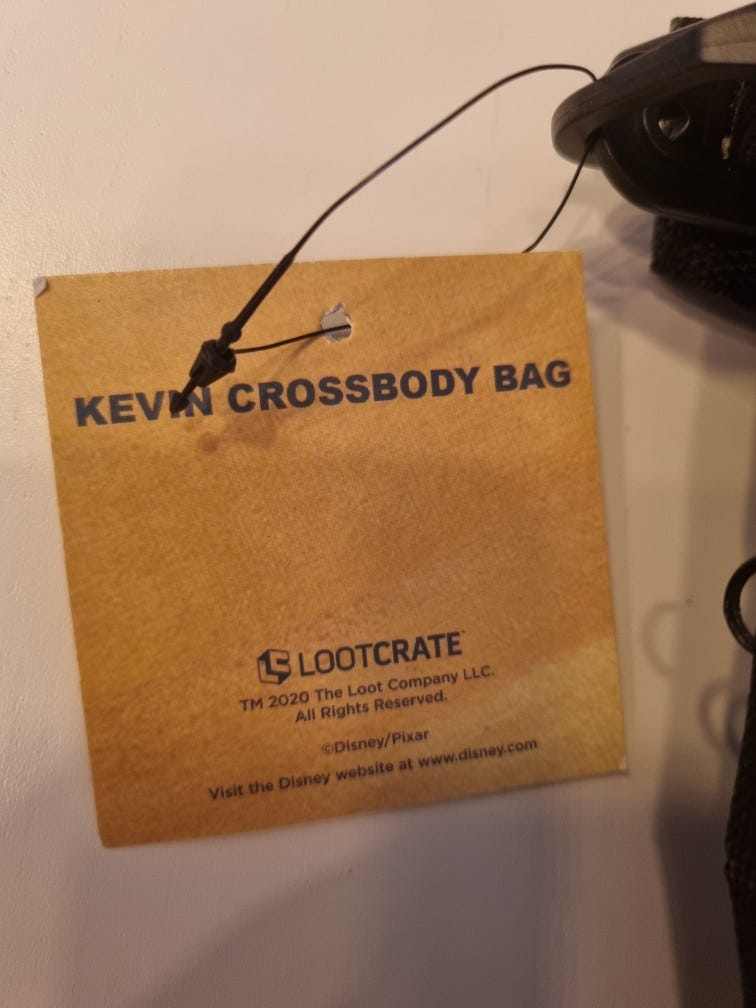 KEVIN CROSSBODY BAG
LOOTCRATE™
TM 2020 The Loot Company LLC.
All Rights Reserved.
©Disney/Pixar
Visit the Disney website at www.disney.com